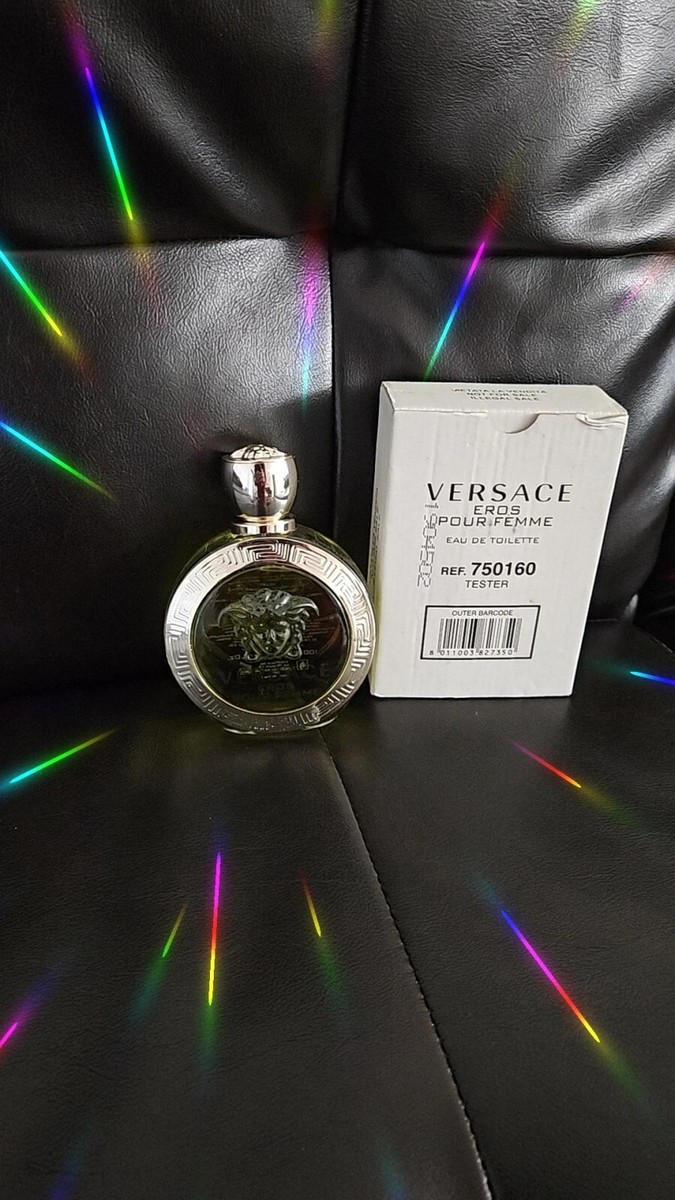 VIETATA LA VENDITA
NOT FOR SALE
ILLEGAL SALE
VERSACE
EROS
POUR FEMME
EAU DE TOILETTE
REF. 750160
TESTER
OUTER BARCODE
8 011003 827350